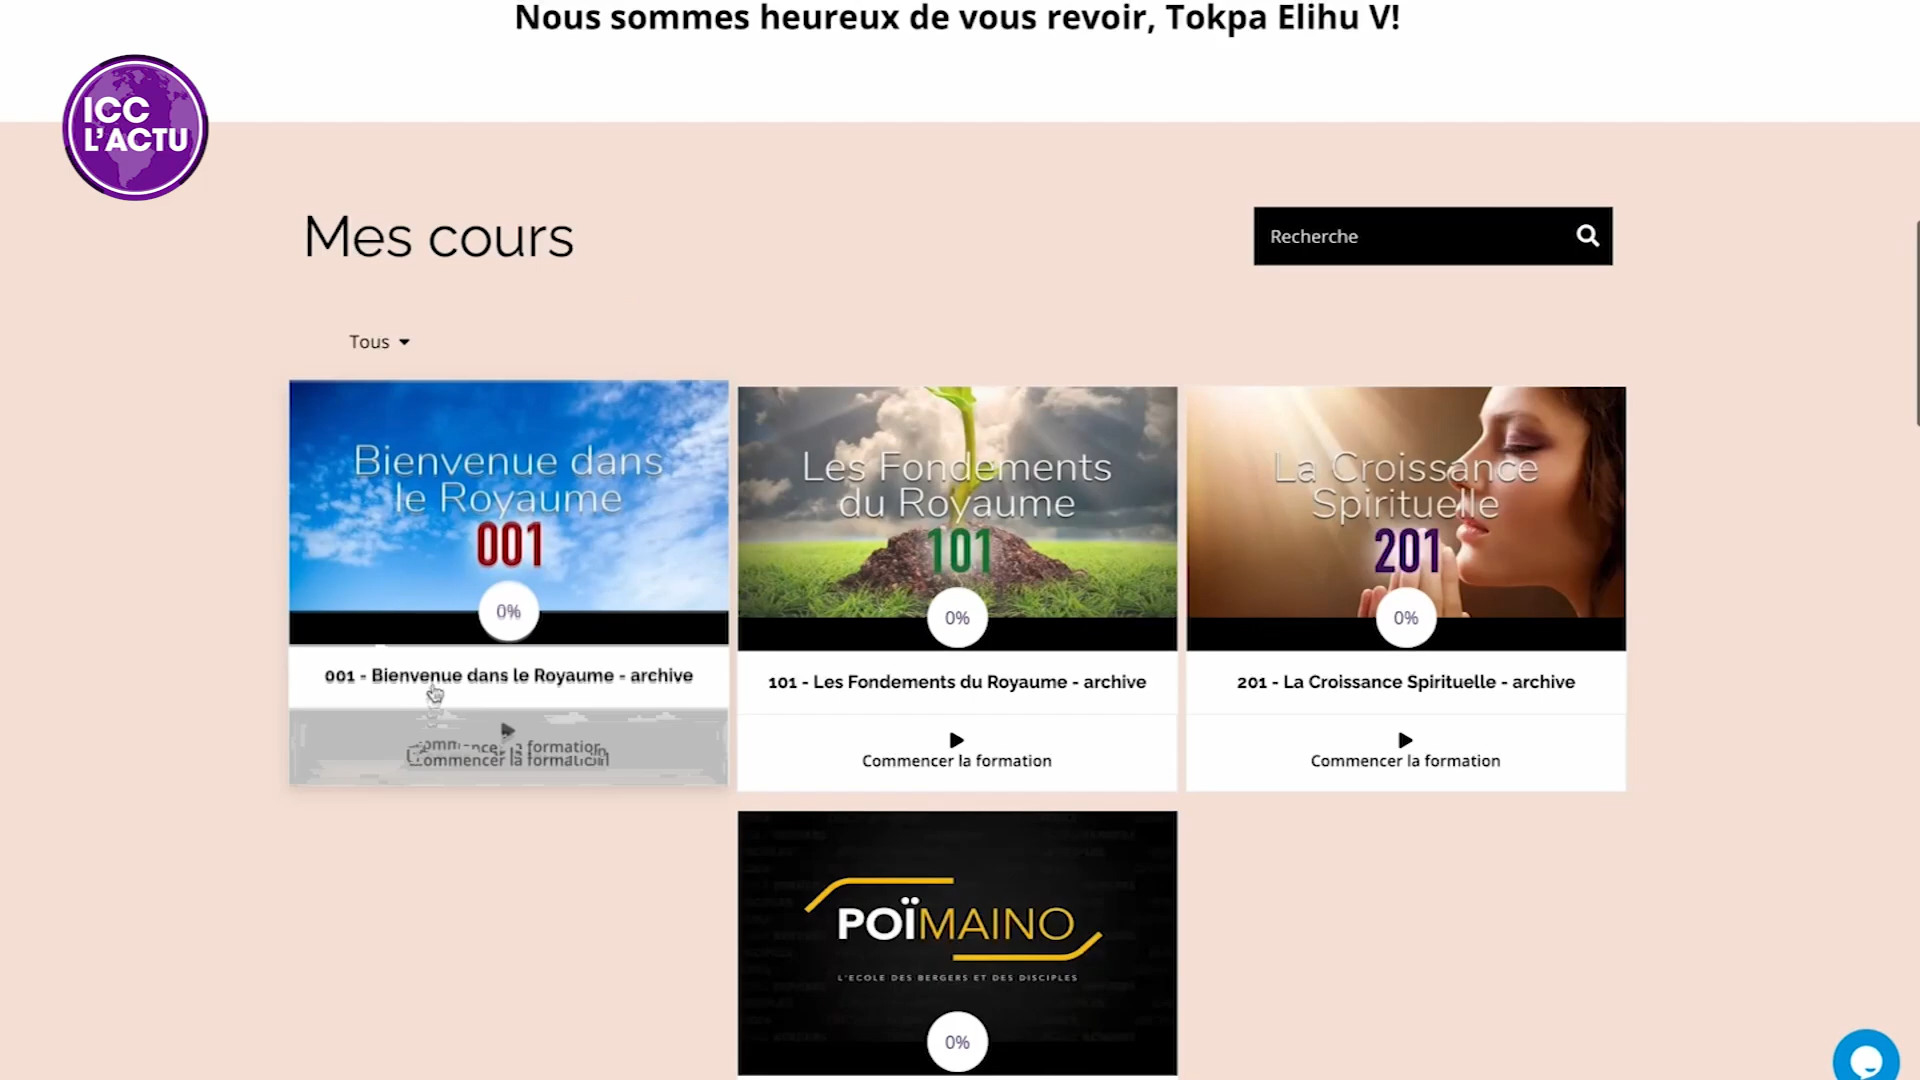 Nous sommes heureux de vous revoir, Tokpa Elihu V!
ICC
L'ACTU
Mes cours
Recherche
Tous
Bienvenue dans
le Royaume
001
0%
001 - Bienvenue dans le Royaume - archive
Commencer la formation
Les Fondements
du Royaume
101
0%
101 - Les Fondements du Royaume - archive
Commencer la formation
La Croissance
Spirituelle
201
0%
201 - La Croissance Spirituelle - archive
Commencer la formation
POÏMAINO
L'ECOLE DES BERGERS ET DES DISCIPLES
0%